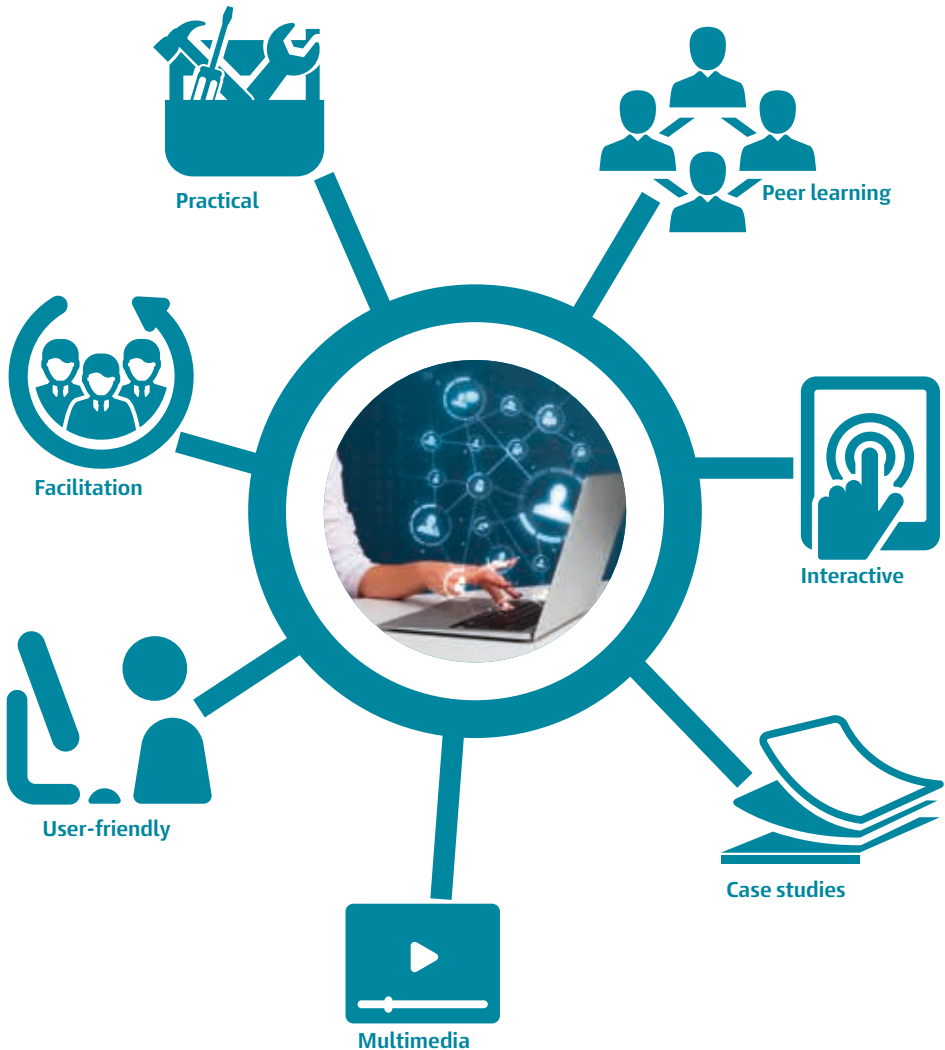 Practical
Peer learning
Facilitation
Interactive
User-friendly
Case studies
Multimedia